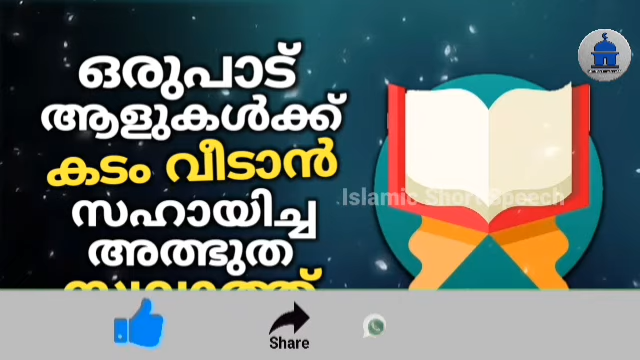 ഒരുപാട്
ആളുകൾക്ക്
കടം വീടാൻ
സഹായിച്ച
അത്ഭുത
Islamic Short Speech
Share